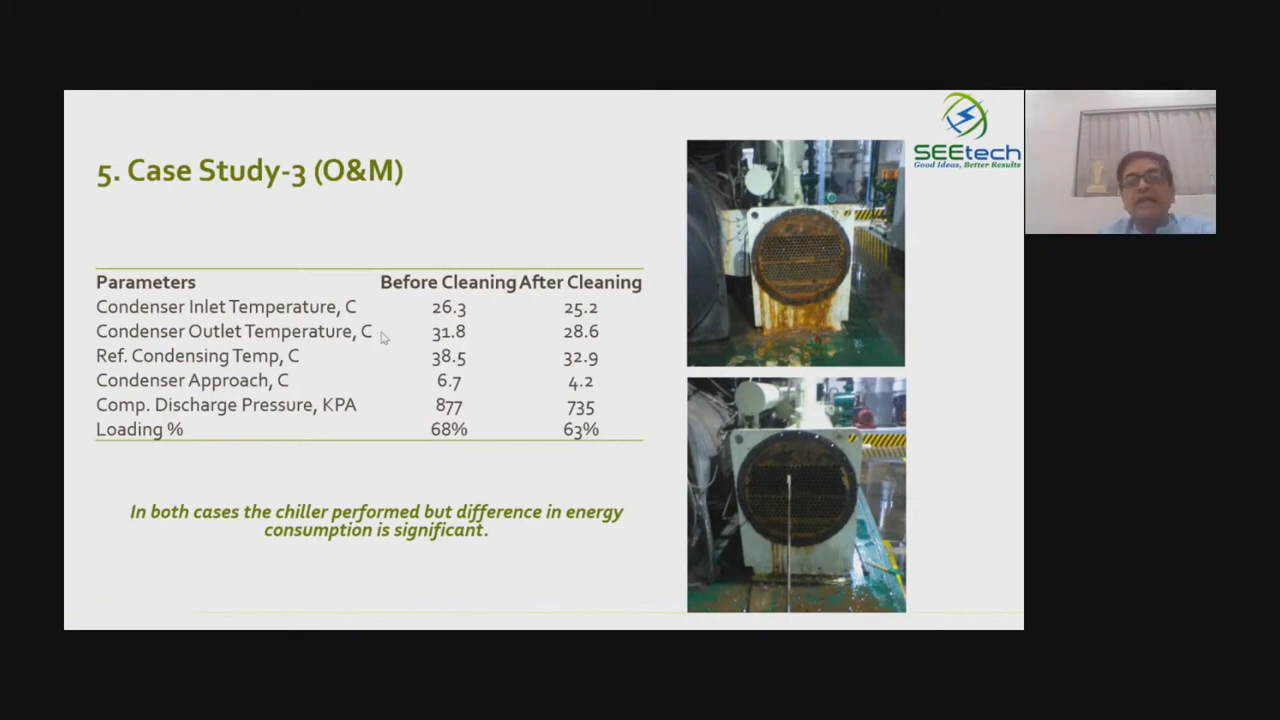 SEEtech
Good Ideas, Better Results
5. Case Study-3 (O&M)
Parameters Before Cleaning After Cleaning
Condenser Inlet Temperature, C 26.3 25.2
Condenser Outlet Temperature, C 31.8 28.6
Ref. Condensing Temp, C 38.5 32.9
Condenser Approach, C 6.7 4.2
Comp. Discharge Pressure, KPA 877 735
Loading % 68% 63%
In both cases the chiller performed but difference in energy
consumption is significant.